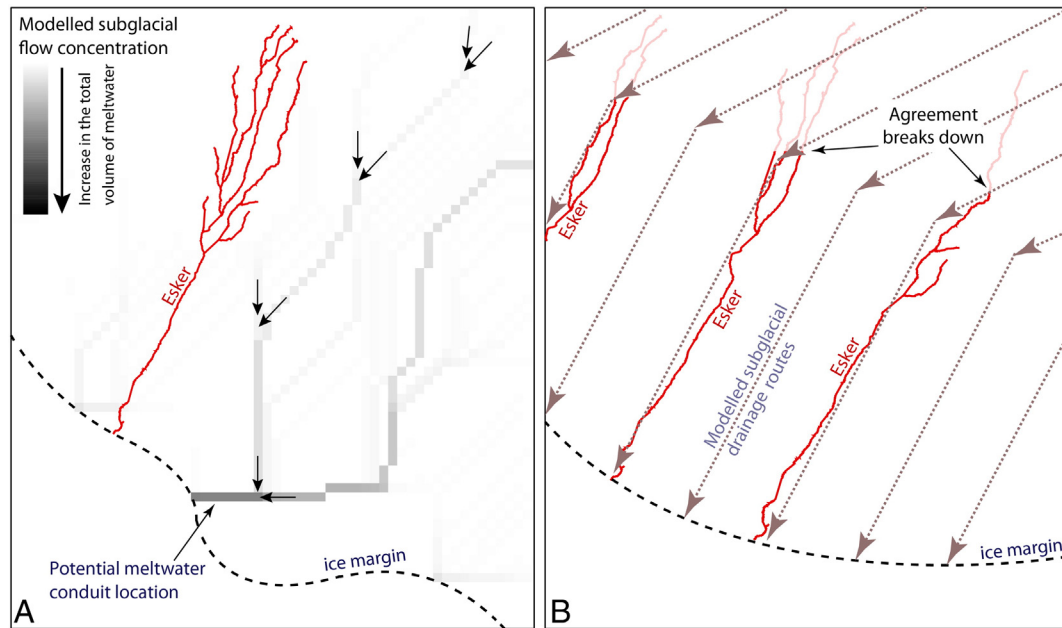 Modelled subglacial
flow concentration
Increase in the total
volume of meltwater
Esker
Potential meltwater
conduit location
ice margin
A
Agreement
breaks down
Esker
Esker
Esker
Modelled subglacial
drainage routes
ice margin
B